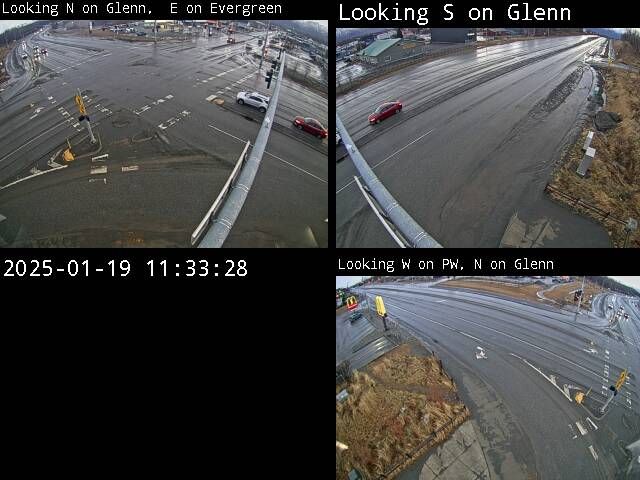 Looking N on Glenn,  E on Evergreen
Looking S on Glenn
2025-01-19 11:33:28
Looking W on PW, N on Glenn